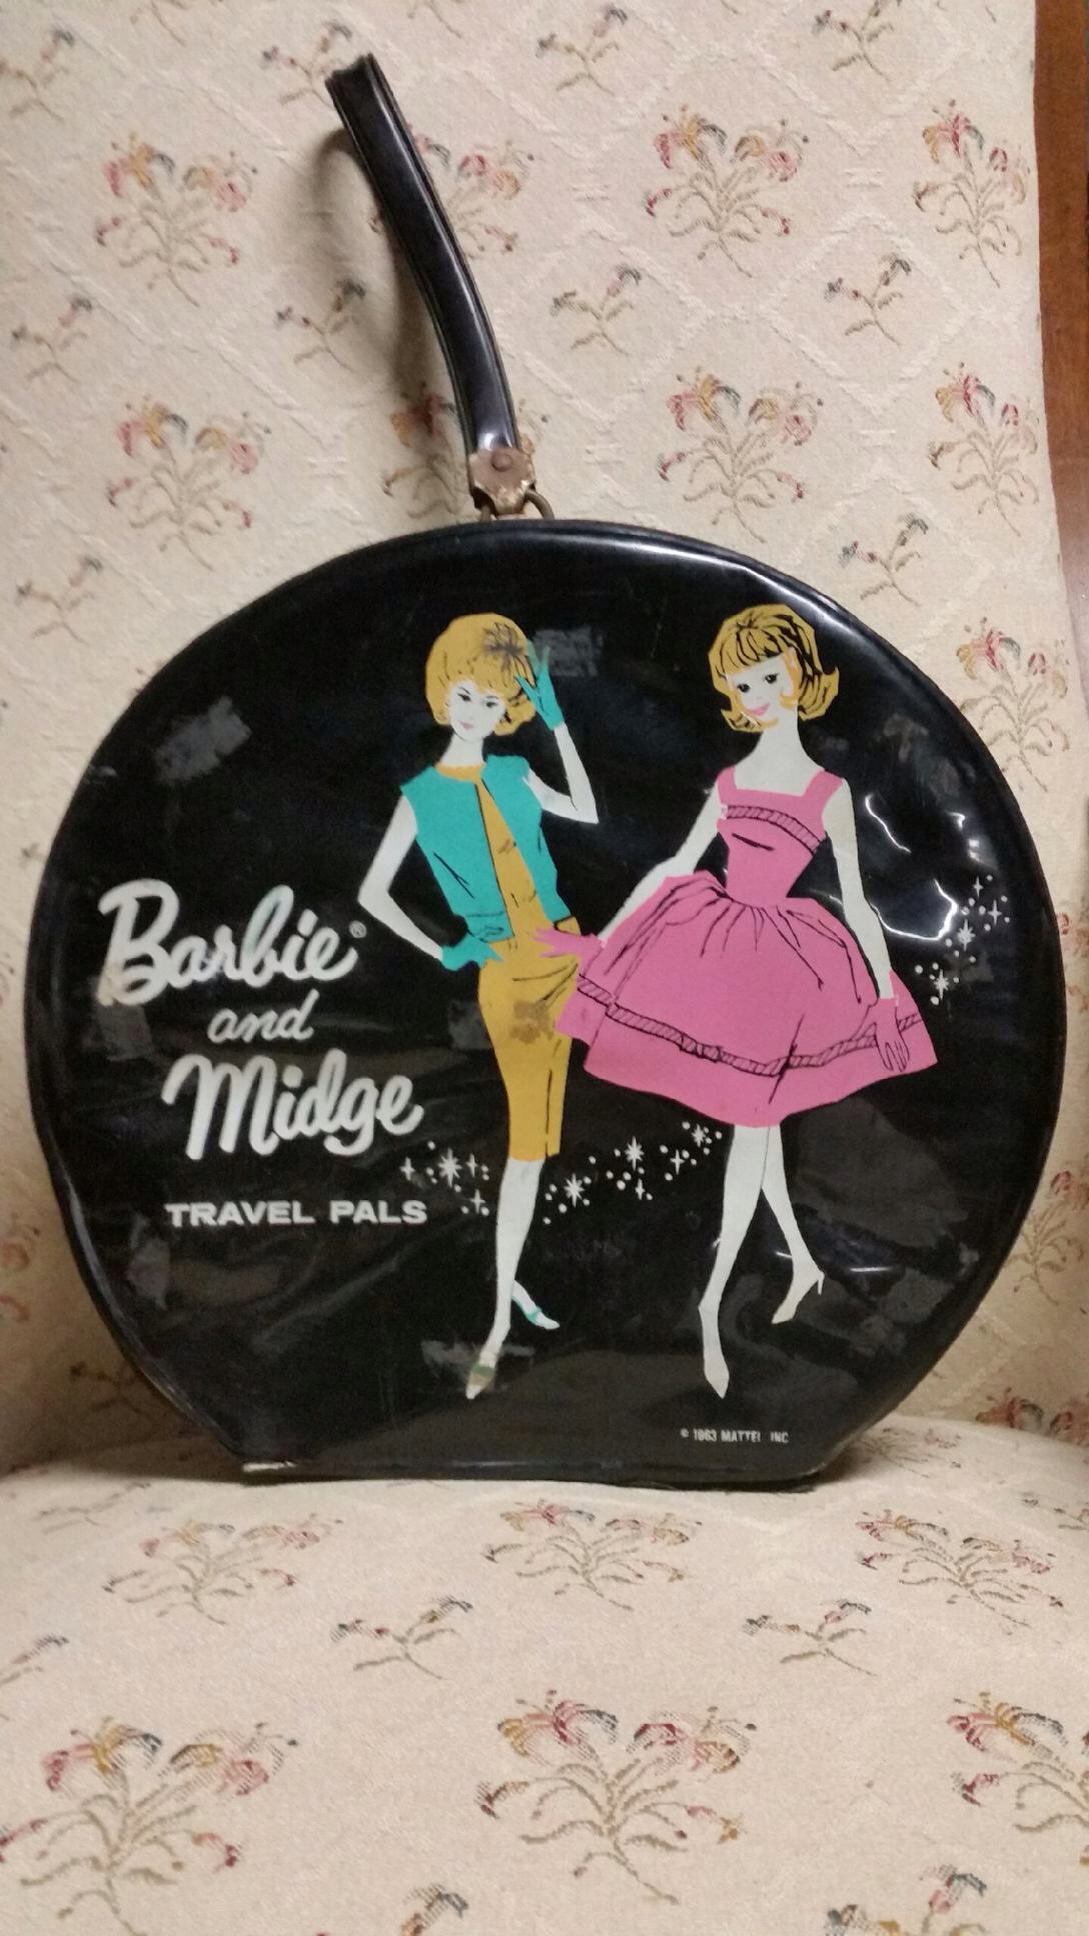 Barbie®
and
Midge
TRAVEL PALS
© 1963 MATTEL INC